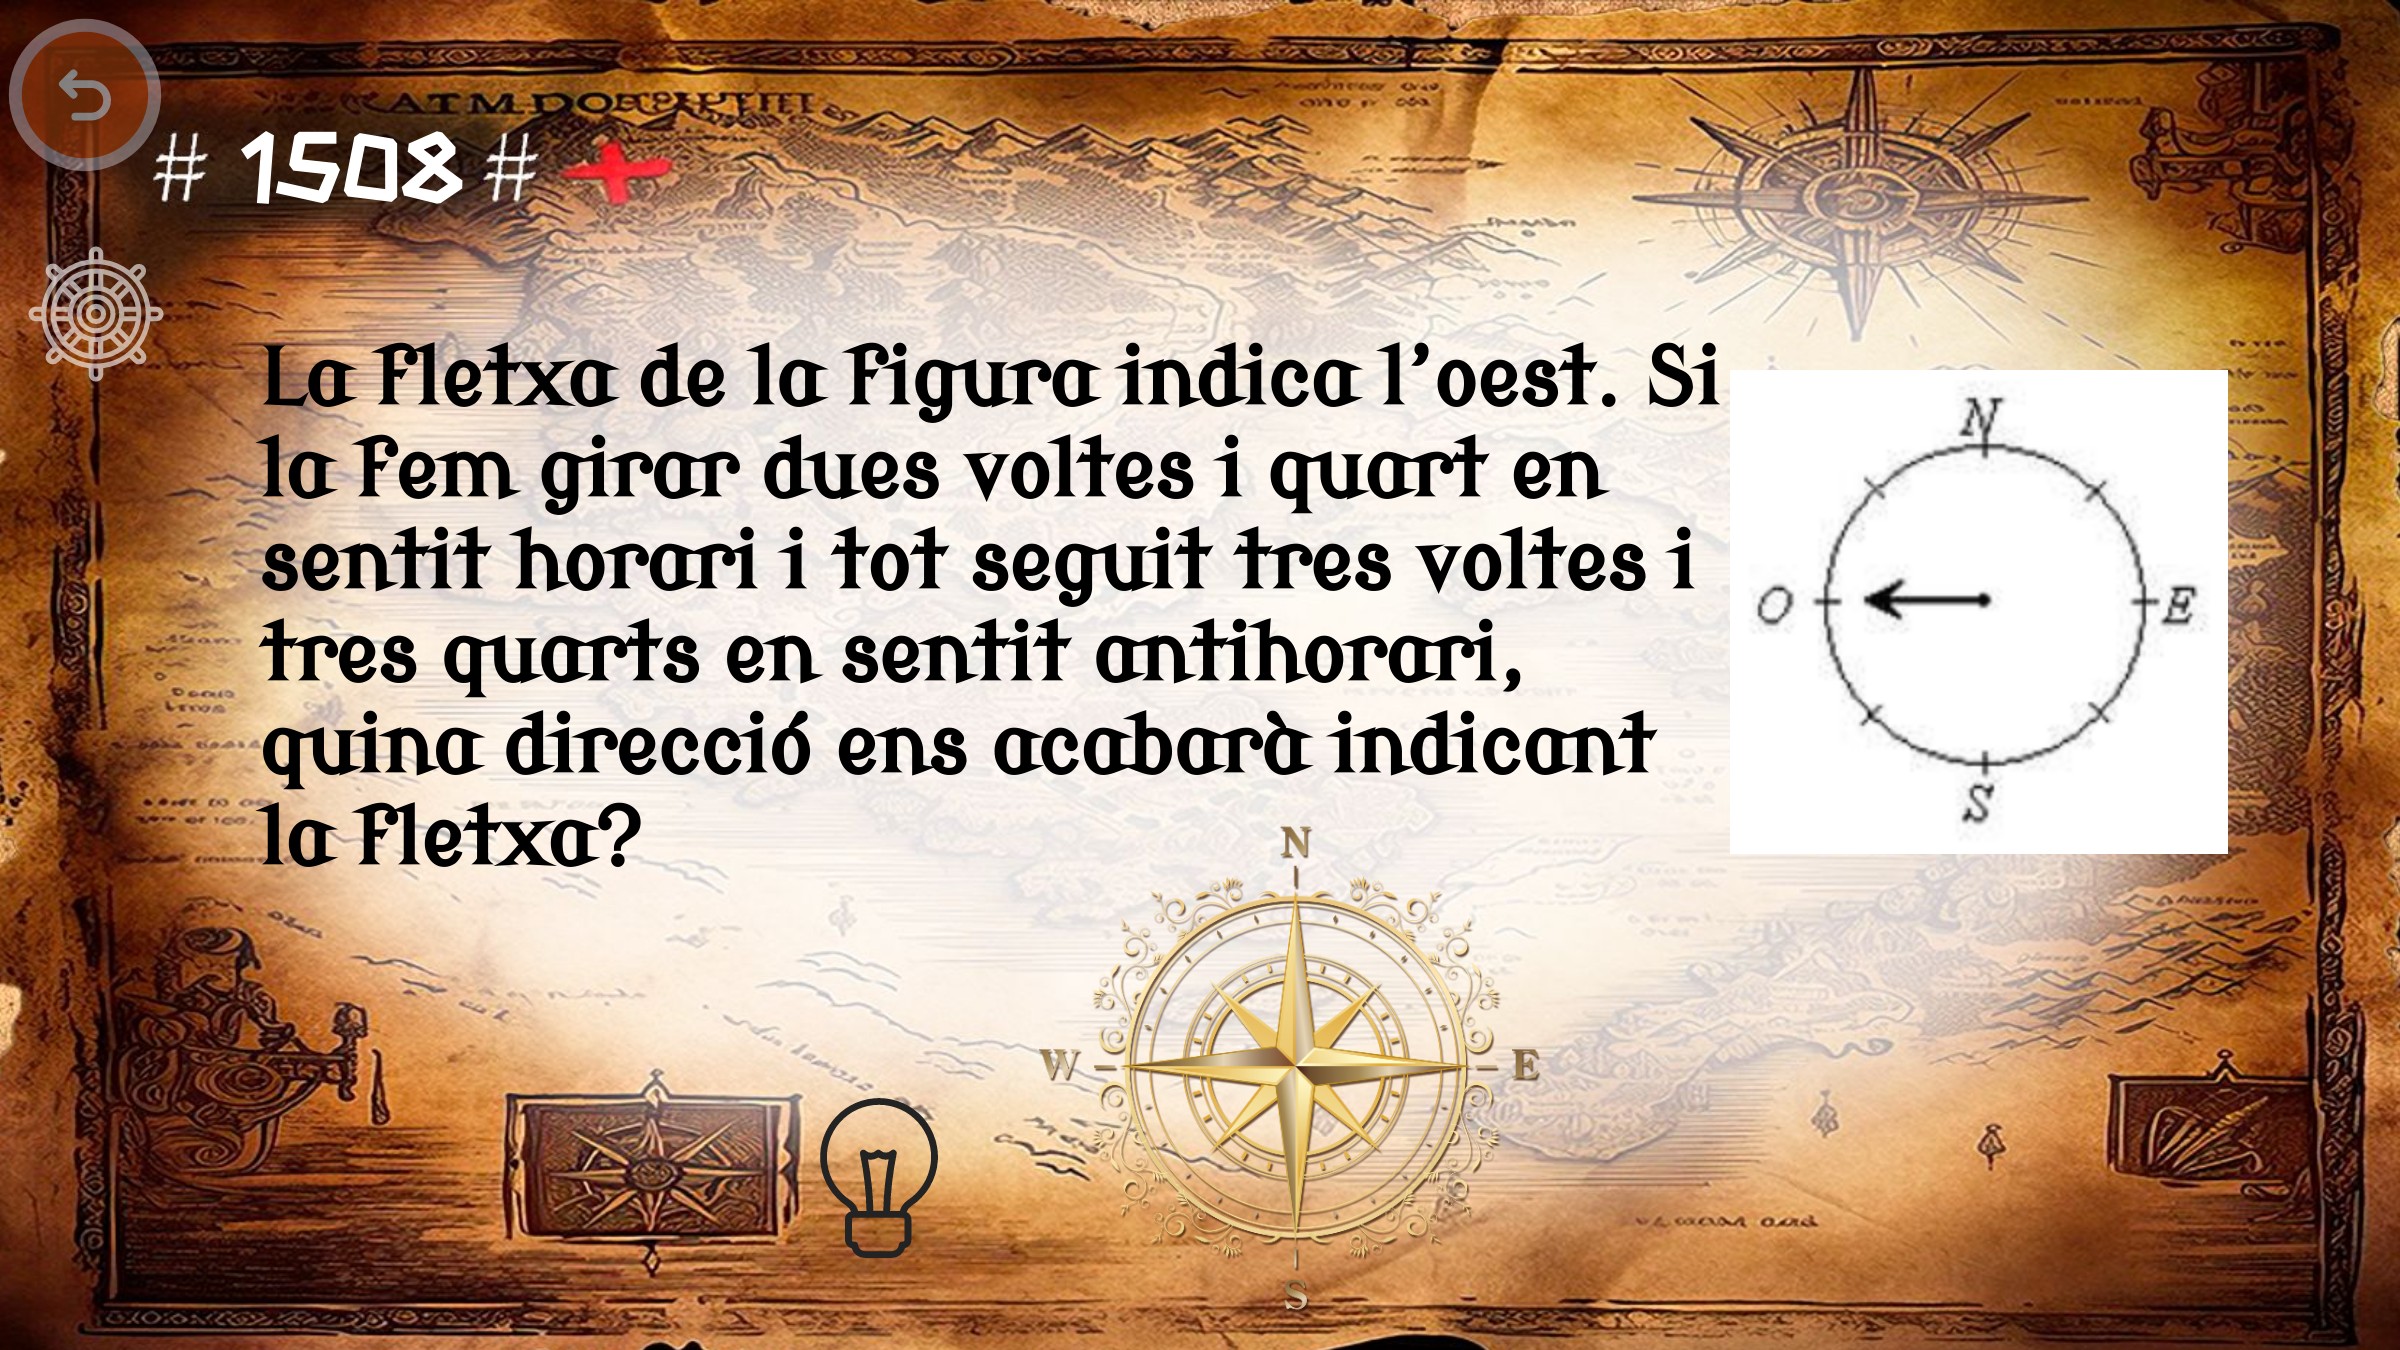 # 1508 #
La fletxa de la figura indica l'oest. Si
la fem girar dues voltes i quart en
sentit horari i tot seguit tres voltes i
tres quarts en sentit antihorari,
quina direcció ens acabarà indicant
la fletxa?
N
O
E
S
N
W
E
S